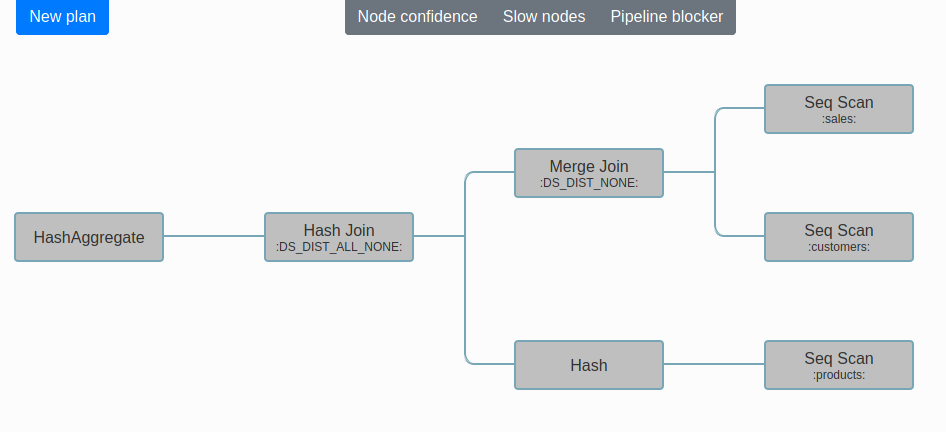 New plan
Node confidence
Slow nodes
Pipeline blocker
Seq Scan
:sales:
Merge Join
:DS_DIST_NONE:
HashAggregate
Hash Join
:DS_DIST_ALL_NONE:
Seq Scan
:customers:
Hash
Seq Scan
:products: